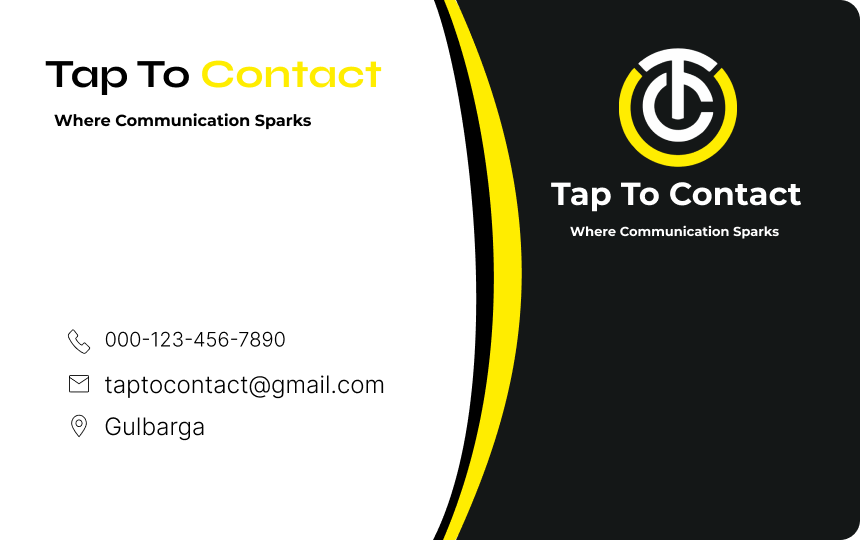 Tap To Contact
Where Communication Sparks
000-123-456-7890
taptocontact@gmail.com
Gulbarga
TC
Tap To Contact
Where Communication Sparks